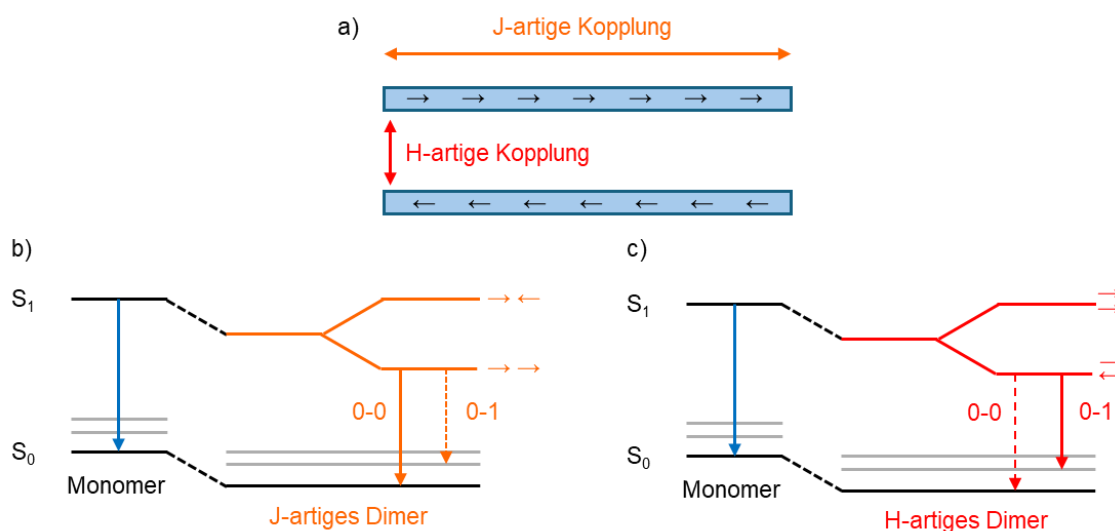 a)
J-artige Kopplung
H-artige Kopplung
b)
S1
0-0
0-1
S0
Monomer
J-artiges Dimer
c)
S1
0-0
0-1
S0
Monomer
H-artiges Dimer